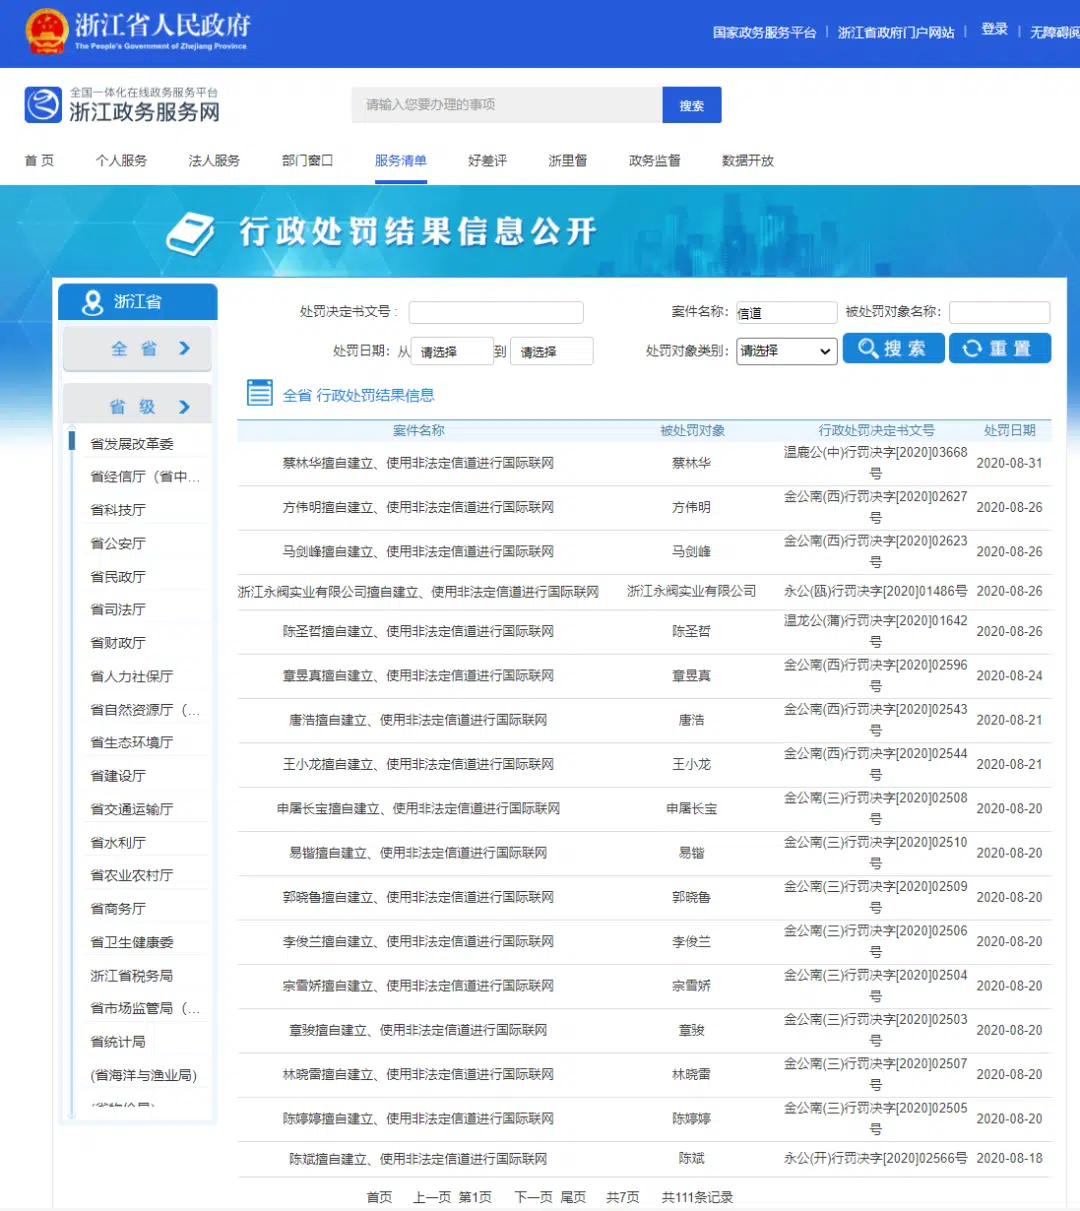 浙江省人民政府
The People's Government of Zhejiang Province
国家政务服务平台 | 浙江省政府门户网站 | 登录 | 无障碍阅
全国一体化在线政务服务平台
浙江政务服务网
请输入您要办理的事项 搜索
首页 个人服务 法人服务 部门窗口 服务清单 好差评 浙里督 政务监督 数据开放
行政处罚结果信息公开
浙江省
全省
省级
省发展改革委
省经信厅（省中...
省科技厅
省公安厅
省民政厅
省司法厅
省财政厅
省人力社保厅
省自然资源厅（...
省生态环境厅
省建设厅
省交通运输厅
省水利厅
省农业农村厅
省商务厅
省卫生健康委
浙江省税务局
省市场监管局（...
省统计局
(省海洋与渔业局)
(省物价局)
处罚决定书文号： 案件名称： 信道 被处罚对象名称：
处罚日期：从 请选择 到 请选择 处罚对象类别： 请选择 搜索 重置
全省 行政处罚结果信息
案件名称 被处罚对象 行政处罚决定书文号 处罚日期
蔡林华擅自建立、使用非法定信道进行国际联网 蔡林华 温鹿公(中)行罚决字[2020]03668号 2020-08-31
方伟明擅自建立、使用非法定信道进行国际联网 方伟明 金公南(西)行罚决字[2020]02627号 2020-08-26
马剑峰擅自建立、使用非法定信道进行国际联网 马剑峰 金公南(西)行罚决字[2020]02623号 2020-08-26
浙江永阀实业有限公司擅自建立、使用非法定信道进行国际联网 浙江永阀实业有限公司 永公(瓯)行罚决字[2020]01486号 2020-08-26
陈圣哲擅自建立、使用非法定信道进行国际联网 陈圣哲 温龙公(蒲)行罚决字[2020]01642号 2020-08-26
章昱真擅自建立、使用非法定信道进行国际联网 章昱真 金公南(西)行罚决字[2020]02596号 2020-08-24
唐浩擅自建立、使用非法定信道进行国际联网 唐浩 金公南(西)行罚决字[2020]02543号 2020-08-21
王小龙擅自建立、使用非法定信道进行国际联网 王小龙 金公南(西)行罚决字[2020]02544号 2020-08-21
申屠长宝擅自建立、使用非法定信道进行国际联网 申屠长宝 金公南(三)行罚决字[2020]02508号 2020-08-20
易锴擅自建立、使用非法定信道进行国际联网 易锴 金公南(三)行罚决字[2020]02510号 2020-08-20
郭晓鲁擅自建立、使用非法定信道进行国际联网 郭晓鲁 金公南(三)行罚决字[2020]02509号 2020-08-20
李俊兰擅自建立、使用非法定信道进行国际联网 李俊兰 金公南(三)行罚决字[2020]02506号 2020-08-20
宗雪娇擅自建立、使用非法定信道进行国际联网 宗雪娇 金公南(三)行罚决字[2020]02504号 2020-08-20
章骏擅自建立、使用非法定信道进行国际联网 章骏 金公南(三)行罚决字[2020]02503号 2020-08-20
林晓雷擅自建立、使用非法定信道进行国际联网 林晓雷 金公南(三)行罚决字[2020]02507号 2020-08-20
陈婷婷擅自建立、使用非法定信道进行国际联网 陈婷婷 金公南(三)行罚决字[2020]02505号 2020-08-20
陈斌擅自建立、使用非法定信道进行国际联网 陈斌 永公(开)行罚决字[2020]02566号 2020-08-18
首页 上一页 第1页 下一页 尾页 共7页 共111条记录